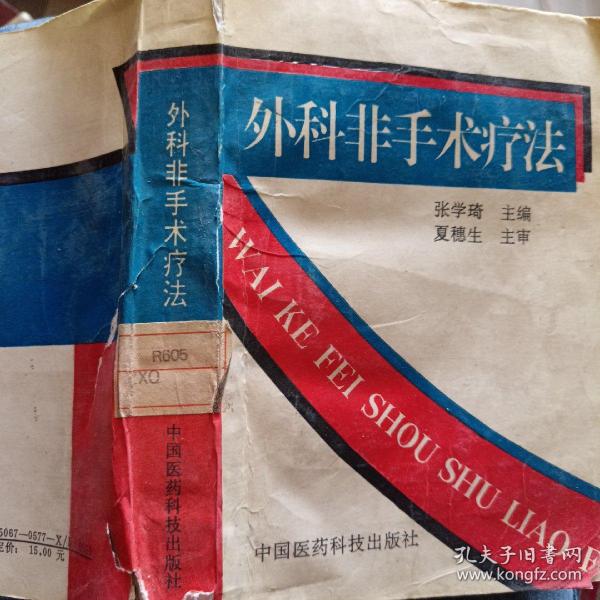 外科非手术疗法
张学琦 主编
夏穗生 主审
WAI KE FEI SHOU SHU LIAO
中国医药科技出版社
外科非手术疗法
R605
XQ
中国医药科技出版社
5067-0577-X/
定价: 15.00 元
孔夫子旧书网
www.kongfz.com